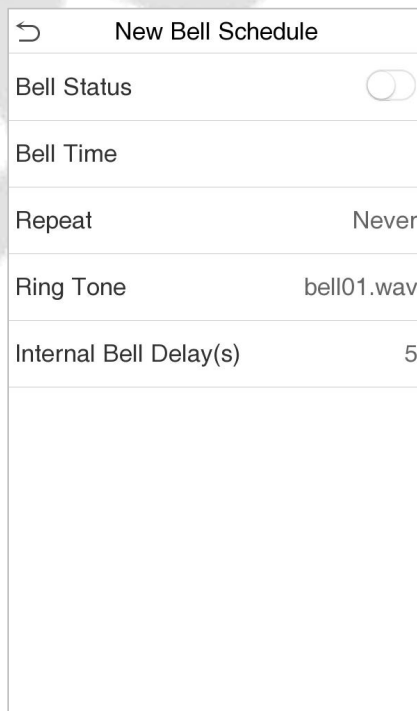 New Bell Schedule
Bell Status
Bell Time
Repeat Never
Ring Tone bell01.wav
Internal Bell Delay(s) 5